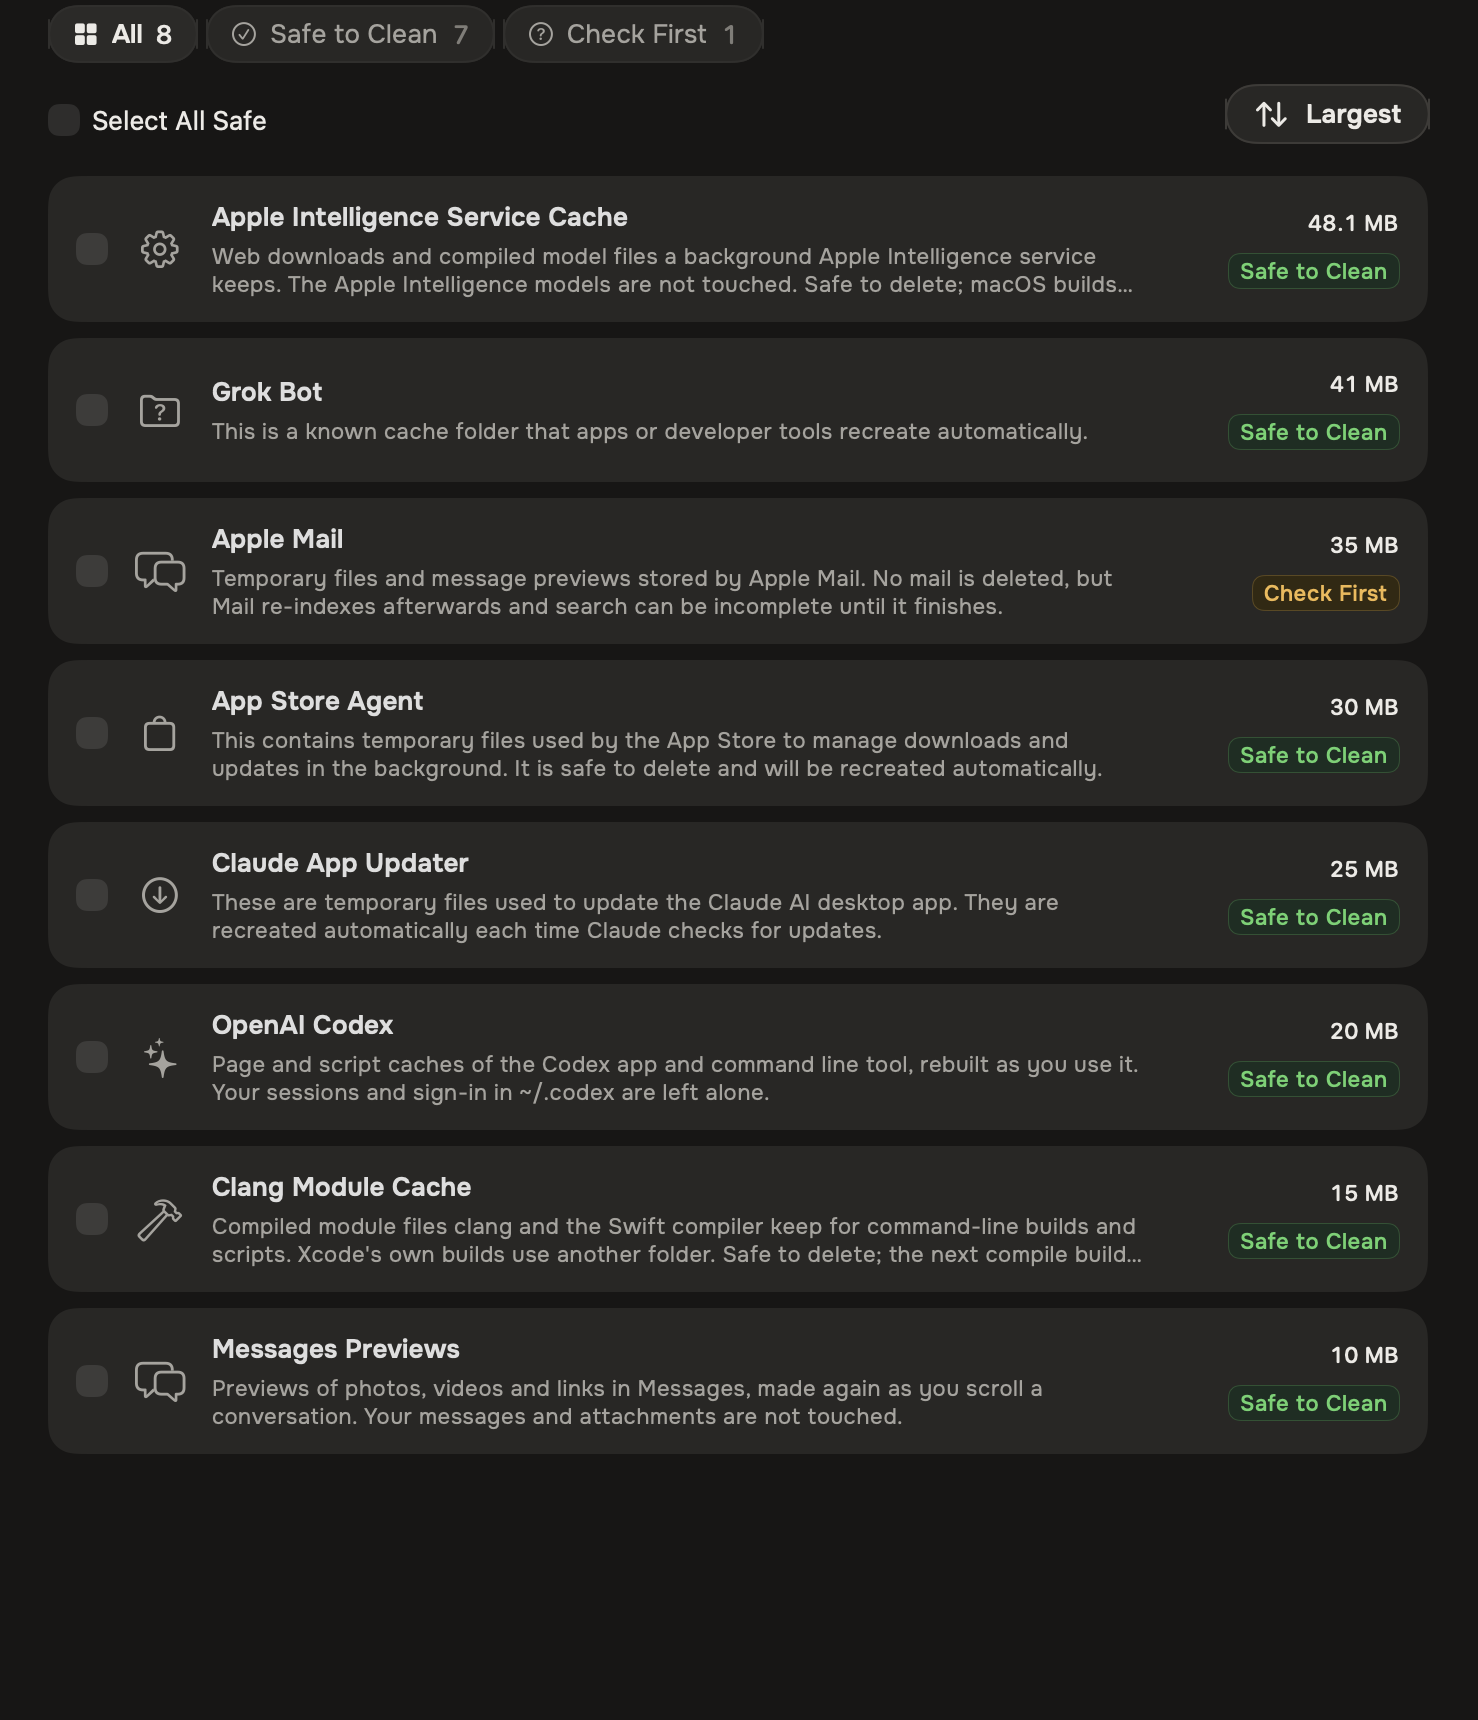 All 8
Safe to Clean 7
Check First 1
Select All Safe
Largest
Apple Intelligence Service Cache
48.1 MB
Web downloads and compiled model files a background Apple Intelligence service
keeps. The Apple Intelligence models are not touched. Safe to delete; macOS builds...
Safe to Clean
Grok Bot
41 MB
This is a known cache folder that apps or developer tools recreate automatically.
Safe to Clean
Apple Mail
35 MB
Temporary files and message previews stored by Apple Mail. No mail is deleted, but
Mail re-indexes afterwards and search can be incomplete until it finishes.
Check First
App Store Agent
30 MB
This contains temporary files used by the App Store to manage downloads and
updates in the background. It is safe to delete and will be recreated automatically.
Safe to Clean
Claude App Updater
25 MB
These are temporary files used to update the Claude AI desktop app. They are
recreated automatically each time Claude checks for updates.
Safe to Clean
OpenAI Codex
20 MB
Page and script caches of the Codex app and command line tool, rebuilt as you use it.
Your sessions and sign-in in ~/.codex are left alone.
Safe to Clean
Clang Module Cache
15 MB
Compiled module files clang and the Swift compiler keep for command-line builds and
scripts. Xcode's own builds use another folder. Safe to delete; the next compile build...
Safe to Clean
Messages Previews
10 MB
Previews of photos, videos and links in Messages, made again as you scroll a
conversation. Your messages and attachments are not touched.
Safe to Clean